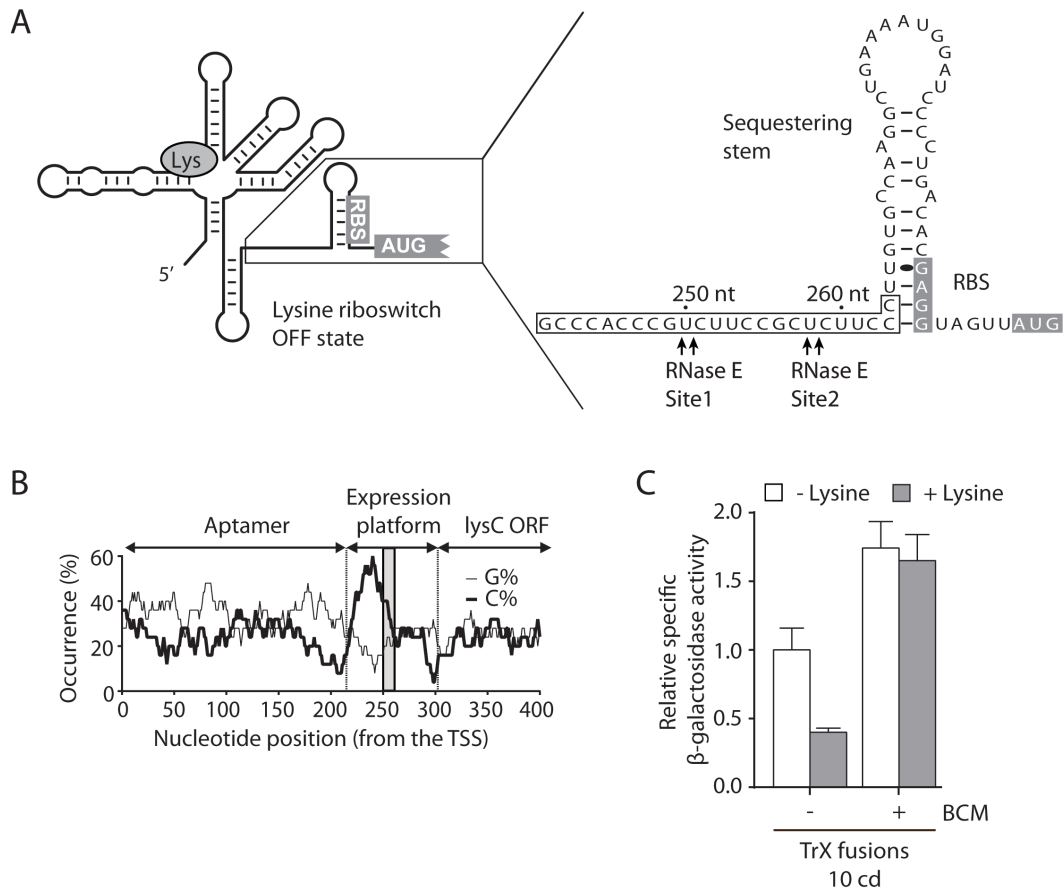 A
Lys
RBS
AUG
5’
Lysine riboswitch
OFF state
Sequestering
stem
CUUGUGCCAAGGCUGAAAAUGGAUCCCUGACACGAGG
RBS
250 nt
260 nt
GCCCACCCGUCUUCCGCUCUUCC
GUAGUUAUG
RNase E
Site1
RNase E
Site2
B
Expression
platform
Aptamer
lysC ORF
Occurrence (%)
60
40
20
0
G%
C%
0 50 100 150 200 250 300 350 400
Nucleotide position (from the TSS)
C
- Lysine + Lysine
Relative specific
β-galactosidase activity
2.0
1.5
1.0
0.5
0.0
- + BCM
TrX fusions
10 cd